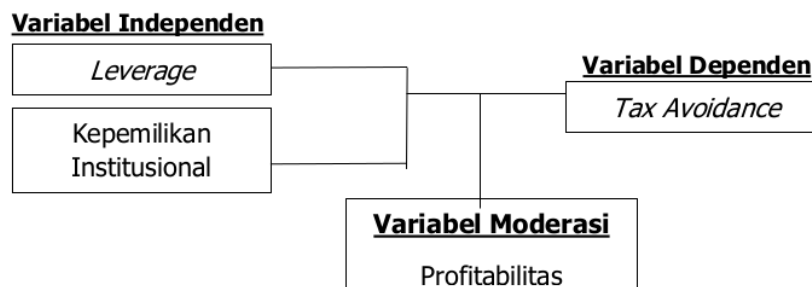 Variabel Independen
Leverage
Variabel Dependen
Tax Avoidance
Kepemilikan
Institusional
Variabel Moderasi
Profitabilitas